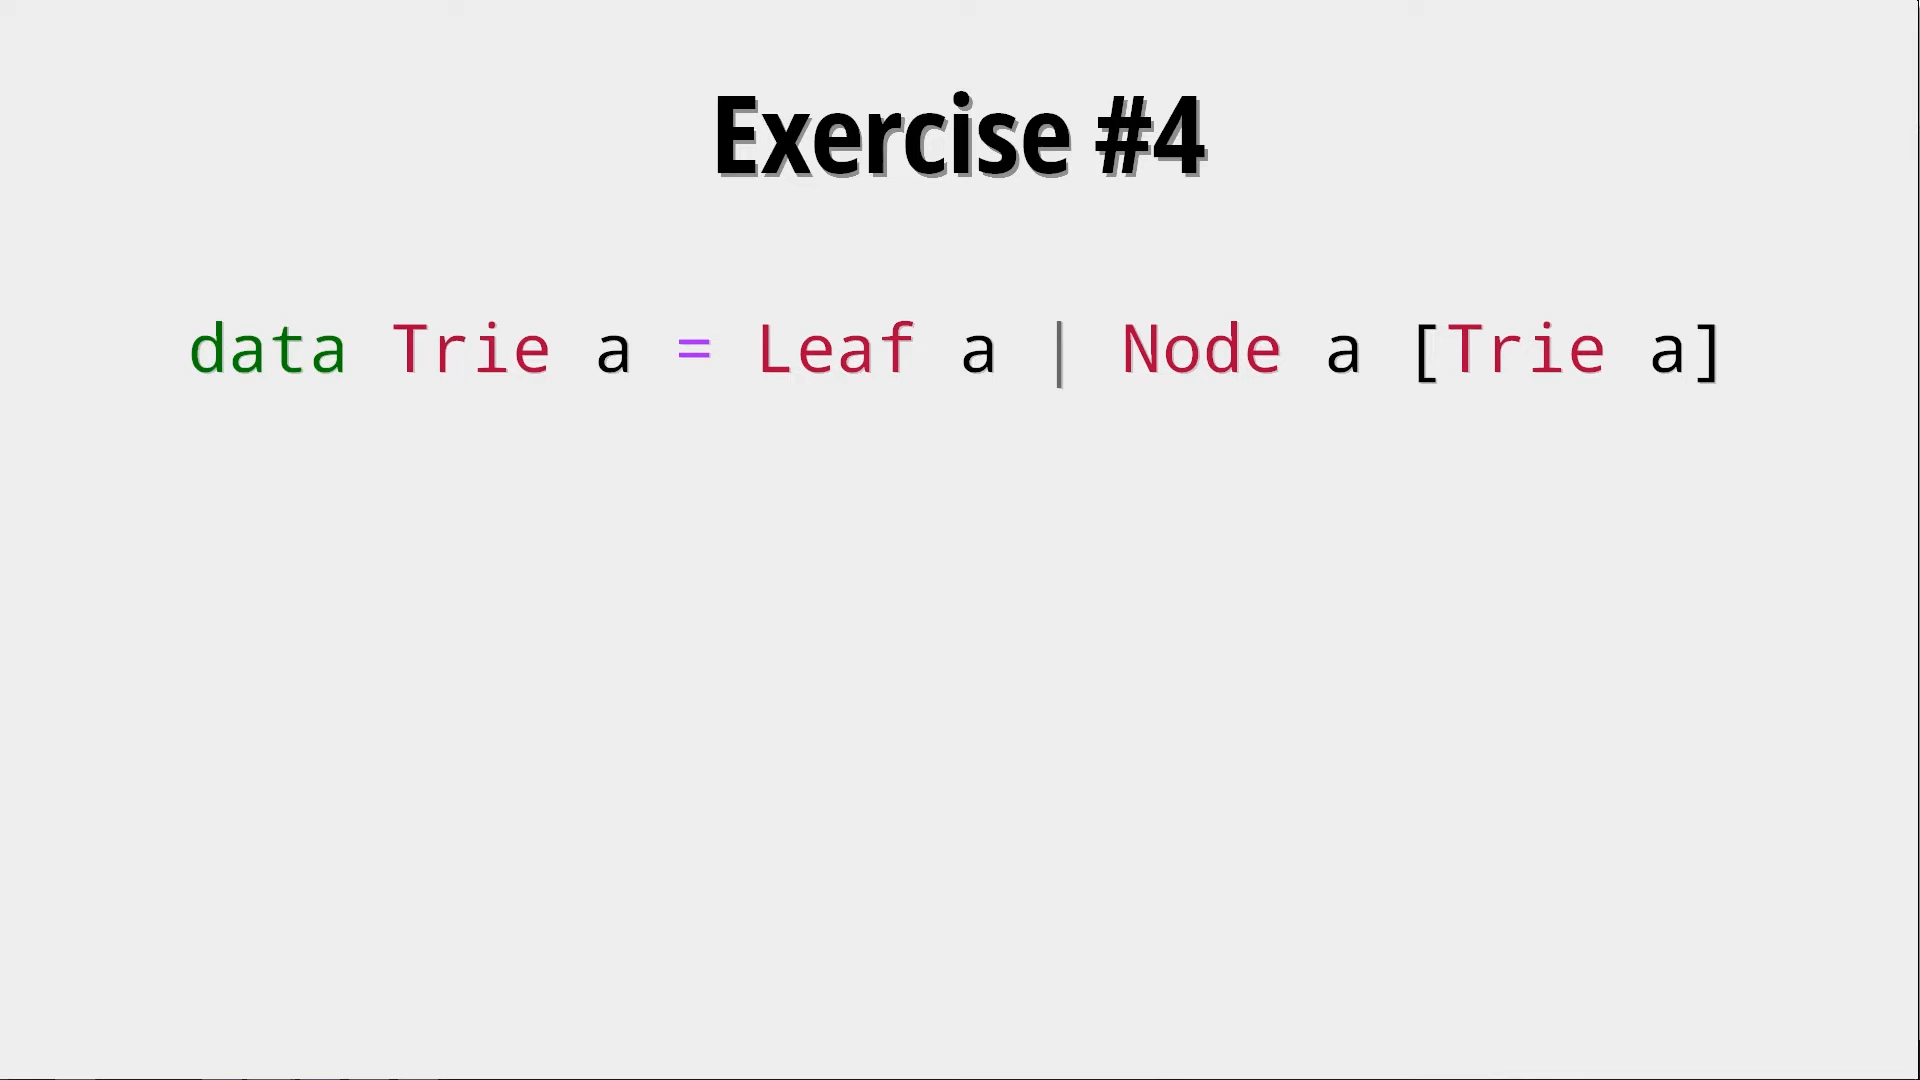 Exercise #4
data Trie a = Leaf a | Node a [Trie a]